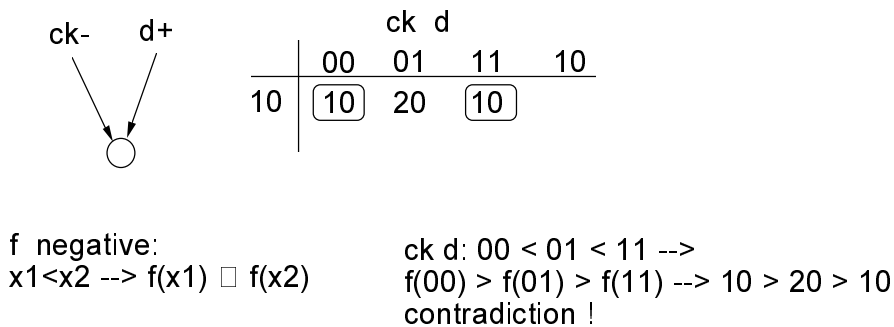 ck- d+
ck d
00 01 11 10
10 10 20 10
f negative:
x1<x2 --> f(x1) □ f(x2)
ck d: 00 < 01 < 11 -->
f(00) > f(01) > f(11) --> 10 > 20 > 10
contradiction !